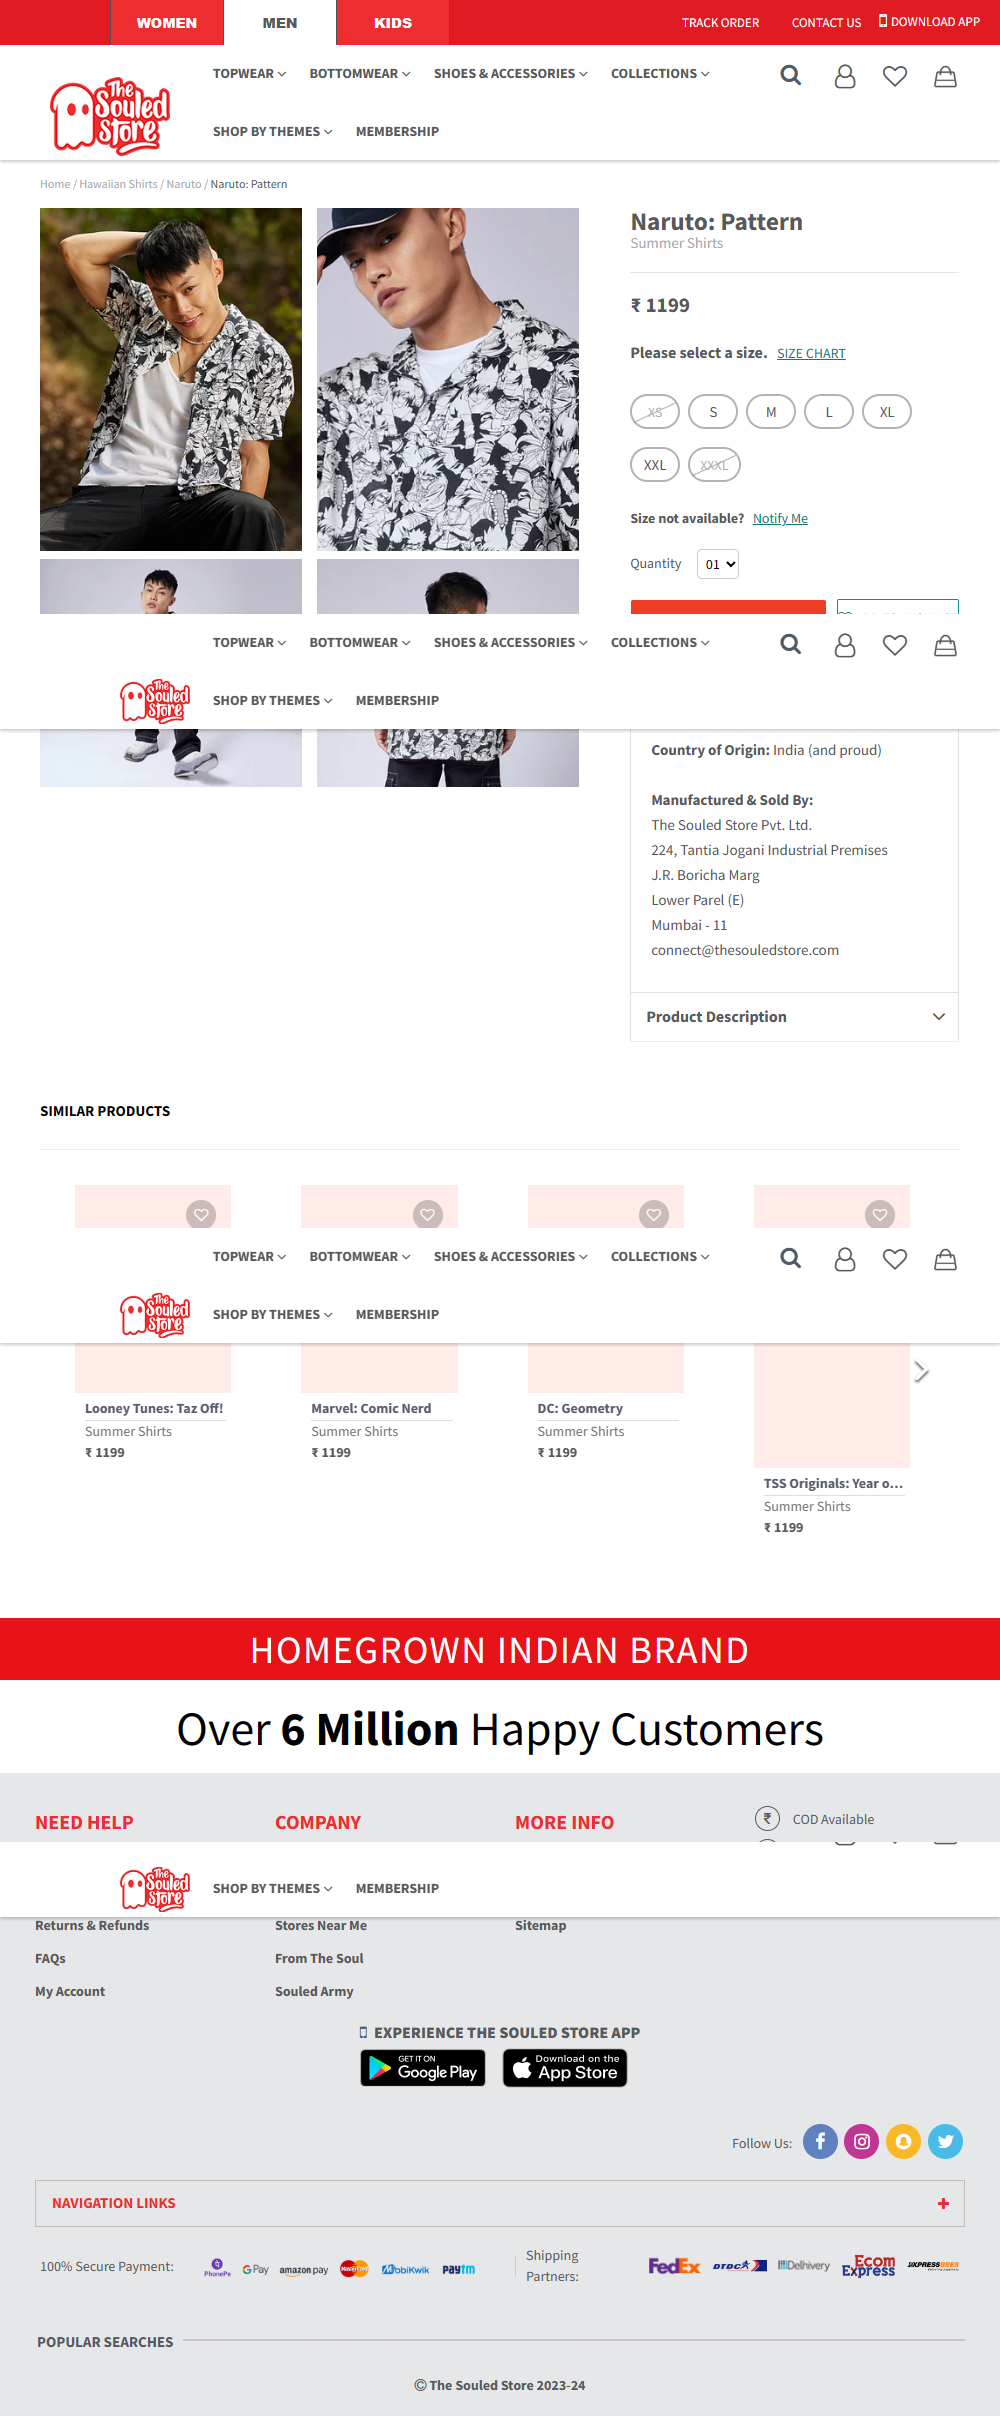 WOMEN MEN KIDS TRACK ORDER CONTACT US DOWNLOAD APP
The Souled Store
TOPWEAR BOTTOMWEAR SHOES & ACCESSORIES COLLECTIONS
SHOP BY THEMES MEMBERSHIP
Home / Hawaiian Shirts / Naruto / Naruto: Pattern
Naruto: Pattern
Summer Shirts
₹ 1199
Please select a size. SIZE CHART
XS S M L XL
XXL XXXL
Size not available? Notify Me
Quantity 01
TOPWEAR BOTTOMWEAR SHOES & ACCESSORIES COLLECTIONS
The Souled Store
SHOP BY THEMES MEMBERSHIP
Country of Origin: India (and proud)
Manufactured & Sold By:
The Souled Store Pvt. Ltd.
224, Tantia Jogani Industrial Premises
J.R. Boricha Marg
Lower Parel (E)
Mumbai - 11
connect@thesouledstore.com
Product Description
SIMILAR PRODUCTS
TOPWEAR BOTTOMWEAR SHOES & ACCESSORIES COLLECTIONS
The Souled Store
SHOP BY THEMES MEMBERSHIP
Looney Tunes: Taz Off! Marvel: Comic Nerd DC: Geometry
Summer Shirts Summer Shirts Summer Shirts
₹ 1199 ₹ 1199 ₹ 1199
TSS Originals: Year o...
Summer Shirts
₹ 1199
HOMEGROWN INDIAN BRAND
Over 6 Million Happy Customers
NEED HELP COMPANY MORE INFO ₹ COD Available
The Souled Store
SHOP BY THEMES MEMBERSHIP
Returns & Refunds Stores Near Me Sitemap
FAQs From The Soul
My Account Souled Army
EXPERIENCE THE SOULED STORE APP
GET IT ON Google Play Download on the App Store
Follow Us:
NAVIGATION LINKS +
100% Secure Payment: PhonePe G Pay amazon pay MasterCard MobiKwik Paytm
Shipping Partners: FedEx DTDC Delhivery Ecom Express XPRESSBEES
POPULAR SEARCHES
© The Souled Store 2023-24